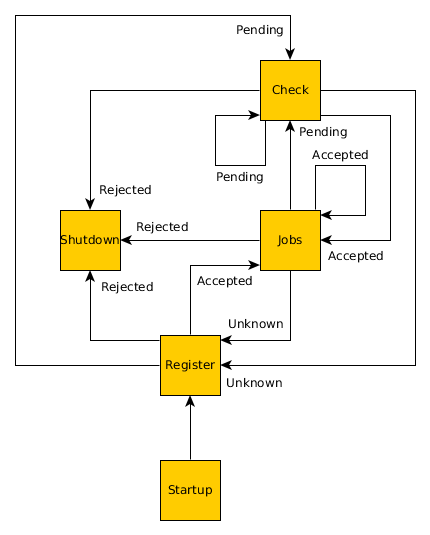 Pending
Check
Pending
Accepted
Pending
Rejected
Rejected
Shutdown
Jobs
Accepted
Accepted
Rejected
Unknown
Register
Unknown
Startup